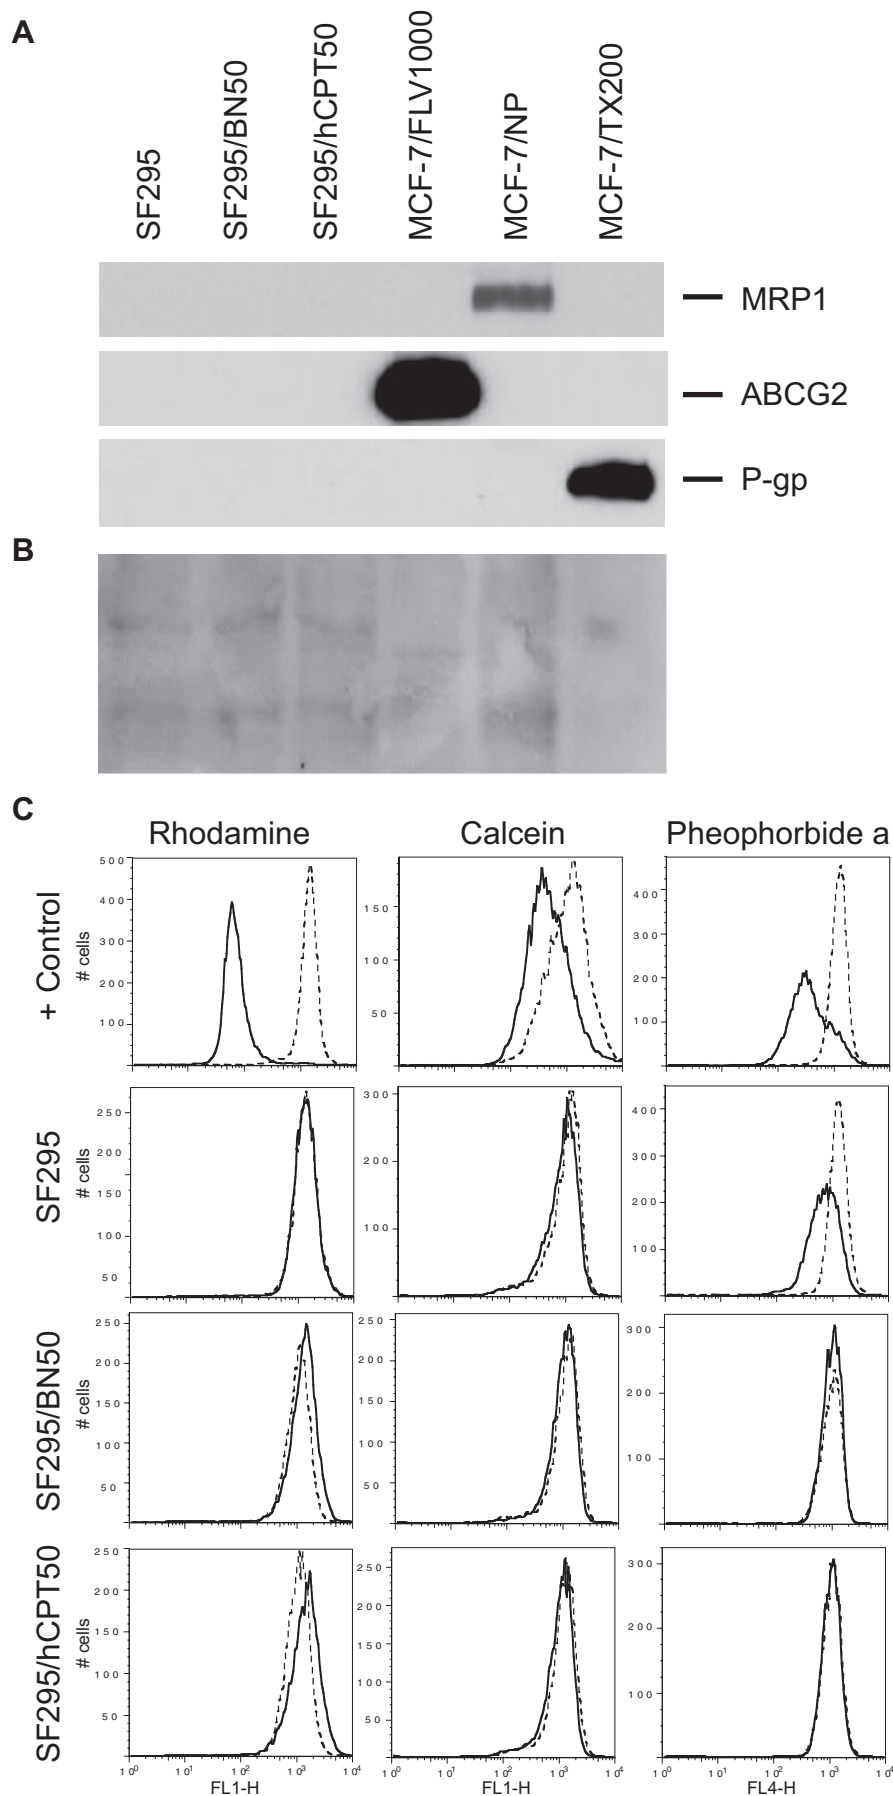 A
SF295
SF295/BN50
SF295/hCPT50
MCF-7/FLV1000
MCF-7/NP
MCF-7/TX200
MRP1
ABCG2
P-gp
B
C
Rhodamine
Calcein
Pheophorbide a
+ Control
# cells
500
400
300
200
100
150
100
50
400
300
200
100
SF295
# cells
250
200
150
100
50
300
200
100
400
300
200
100
SF295/BN50
# cells
250
200
150
100
50
250
200
150
100
50
300
200
100
SF295/hCPT50
# cells
250
200
150
100
50
250
200
150
100
50
300
200
100
10⁰ 10¹ 10² 10³ 10⁴
10⁰ 10¹ 10² 10³ 10⁴
10⁰ 10¹ 10² 10³ 10⁴
FL1-H
FL1-H
FL4-H